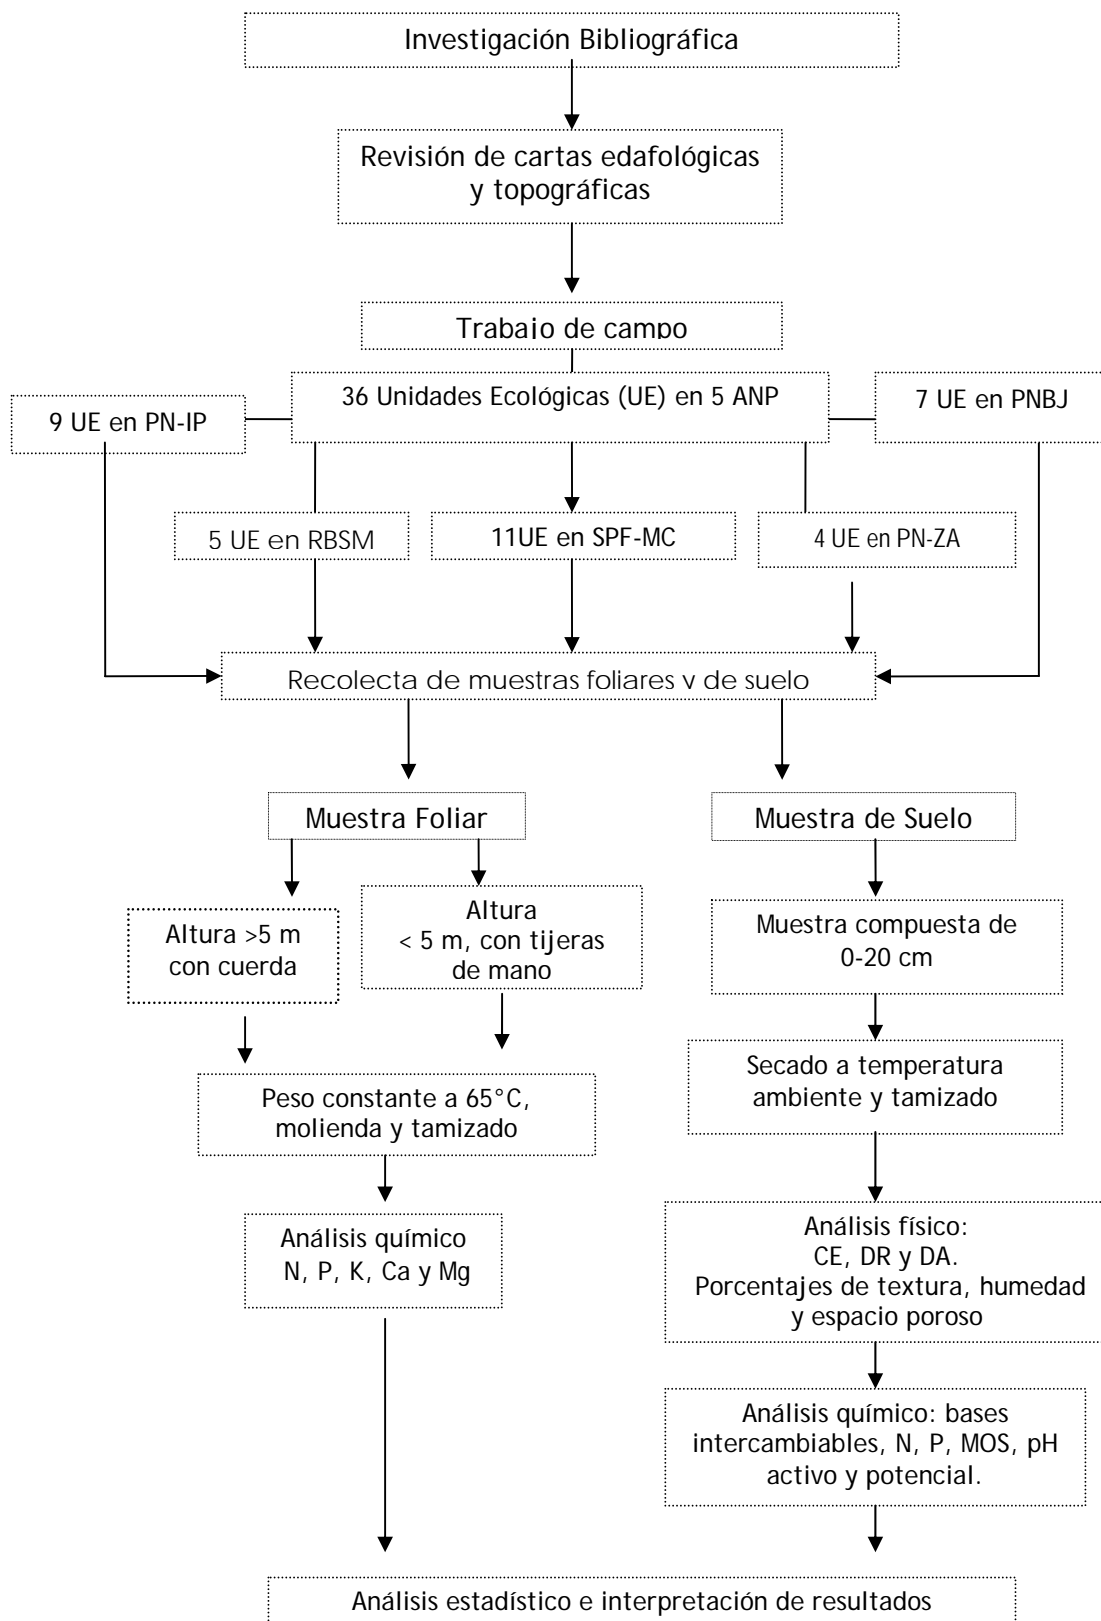 Investigación Bibliográfica
Revisión de cartas edafológicas
y topográficas
Trabajo de campo
36 Unidades Ecológicas (UE) en 5 ANP
9 UE en PN-IP
7 UE en PNBJ
5 UE en RBSM
11UE en SPF-MC
4 UE en PN-ZA
Recolecta de muestras foliares y de suelo
Muestra Foliar
Muestra de Suelo
Altura >5 m
con cuerda
Altura
< 5 m, con tijeras
de mano
Muestra compuesta de
0-20 cm
Peso constante a 65°C,
molienda y tamizado
Secado a temperatura
ambiente y tamizado
Análisis químico
N, P, K, Ca y Mg
Análisis físico:
CE, DR y DA.
Porcentajes de textura, humedad
y espacio poroso
Análisis químico: bases
intercambiables, N, P, MOS, pH
activo y potencial.
Análisis estadístico e interpretación de resultados